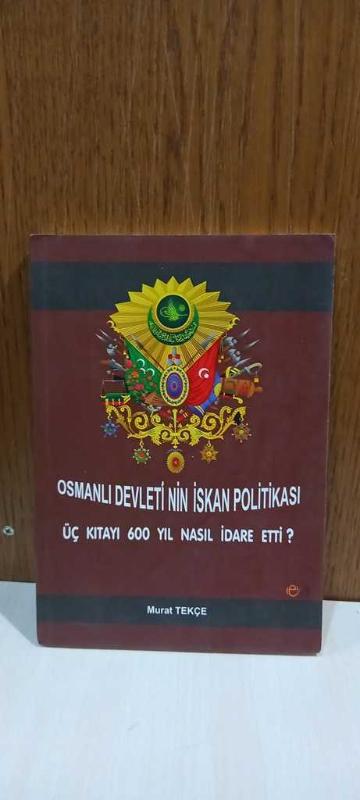 OSMANLI DEVLETİ NİN İSKAN POLİTİKASI
ÜÇ KITAYI 600 YIL NASIL İDARE ETTİ ?
Murat TEKÇE